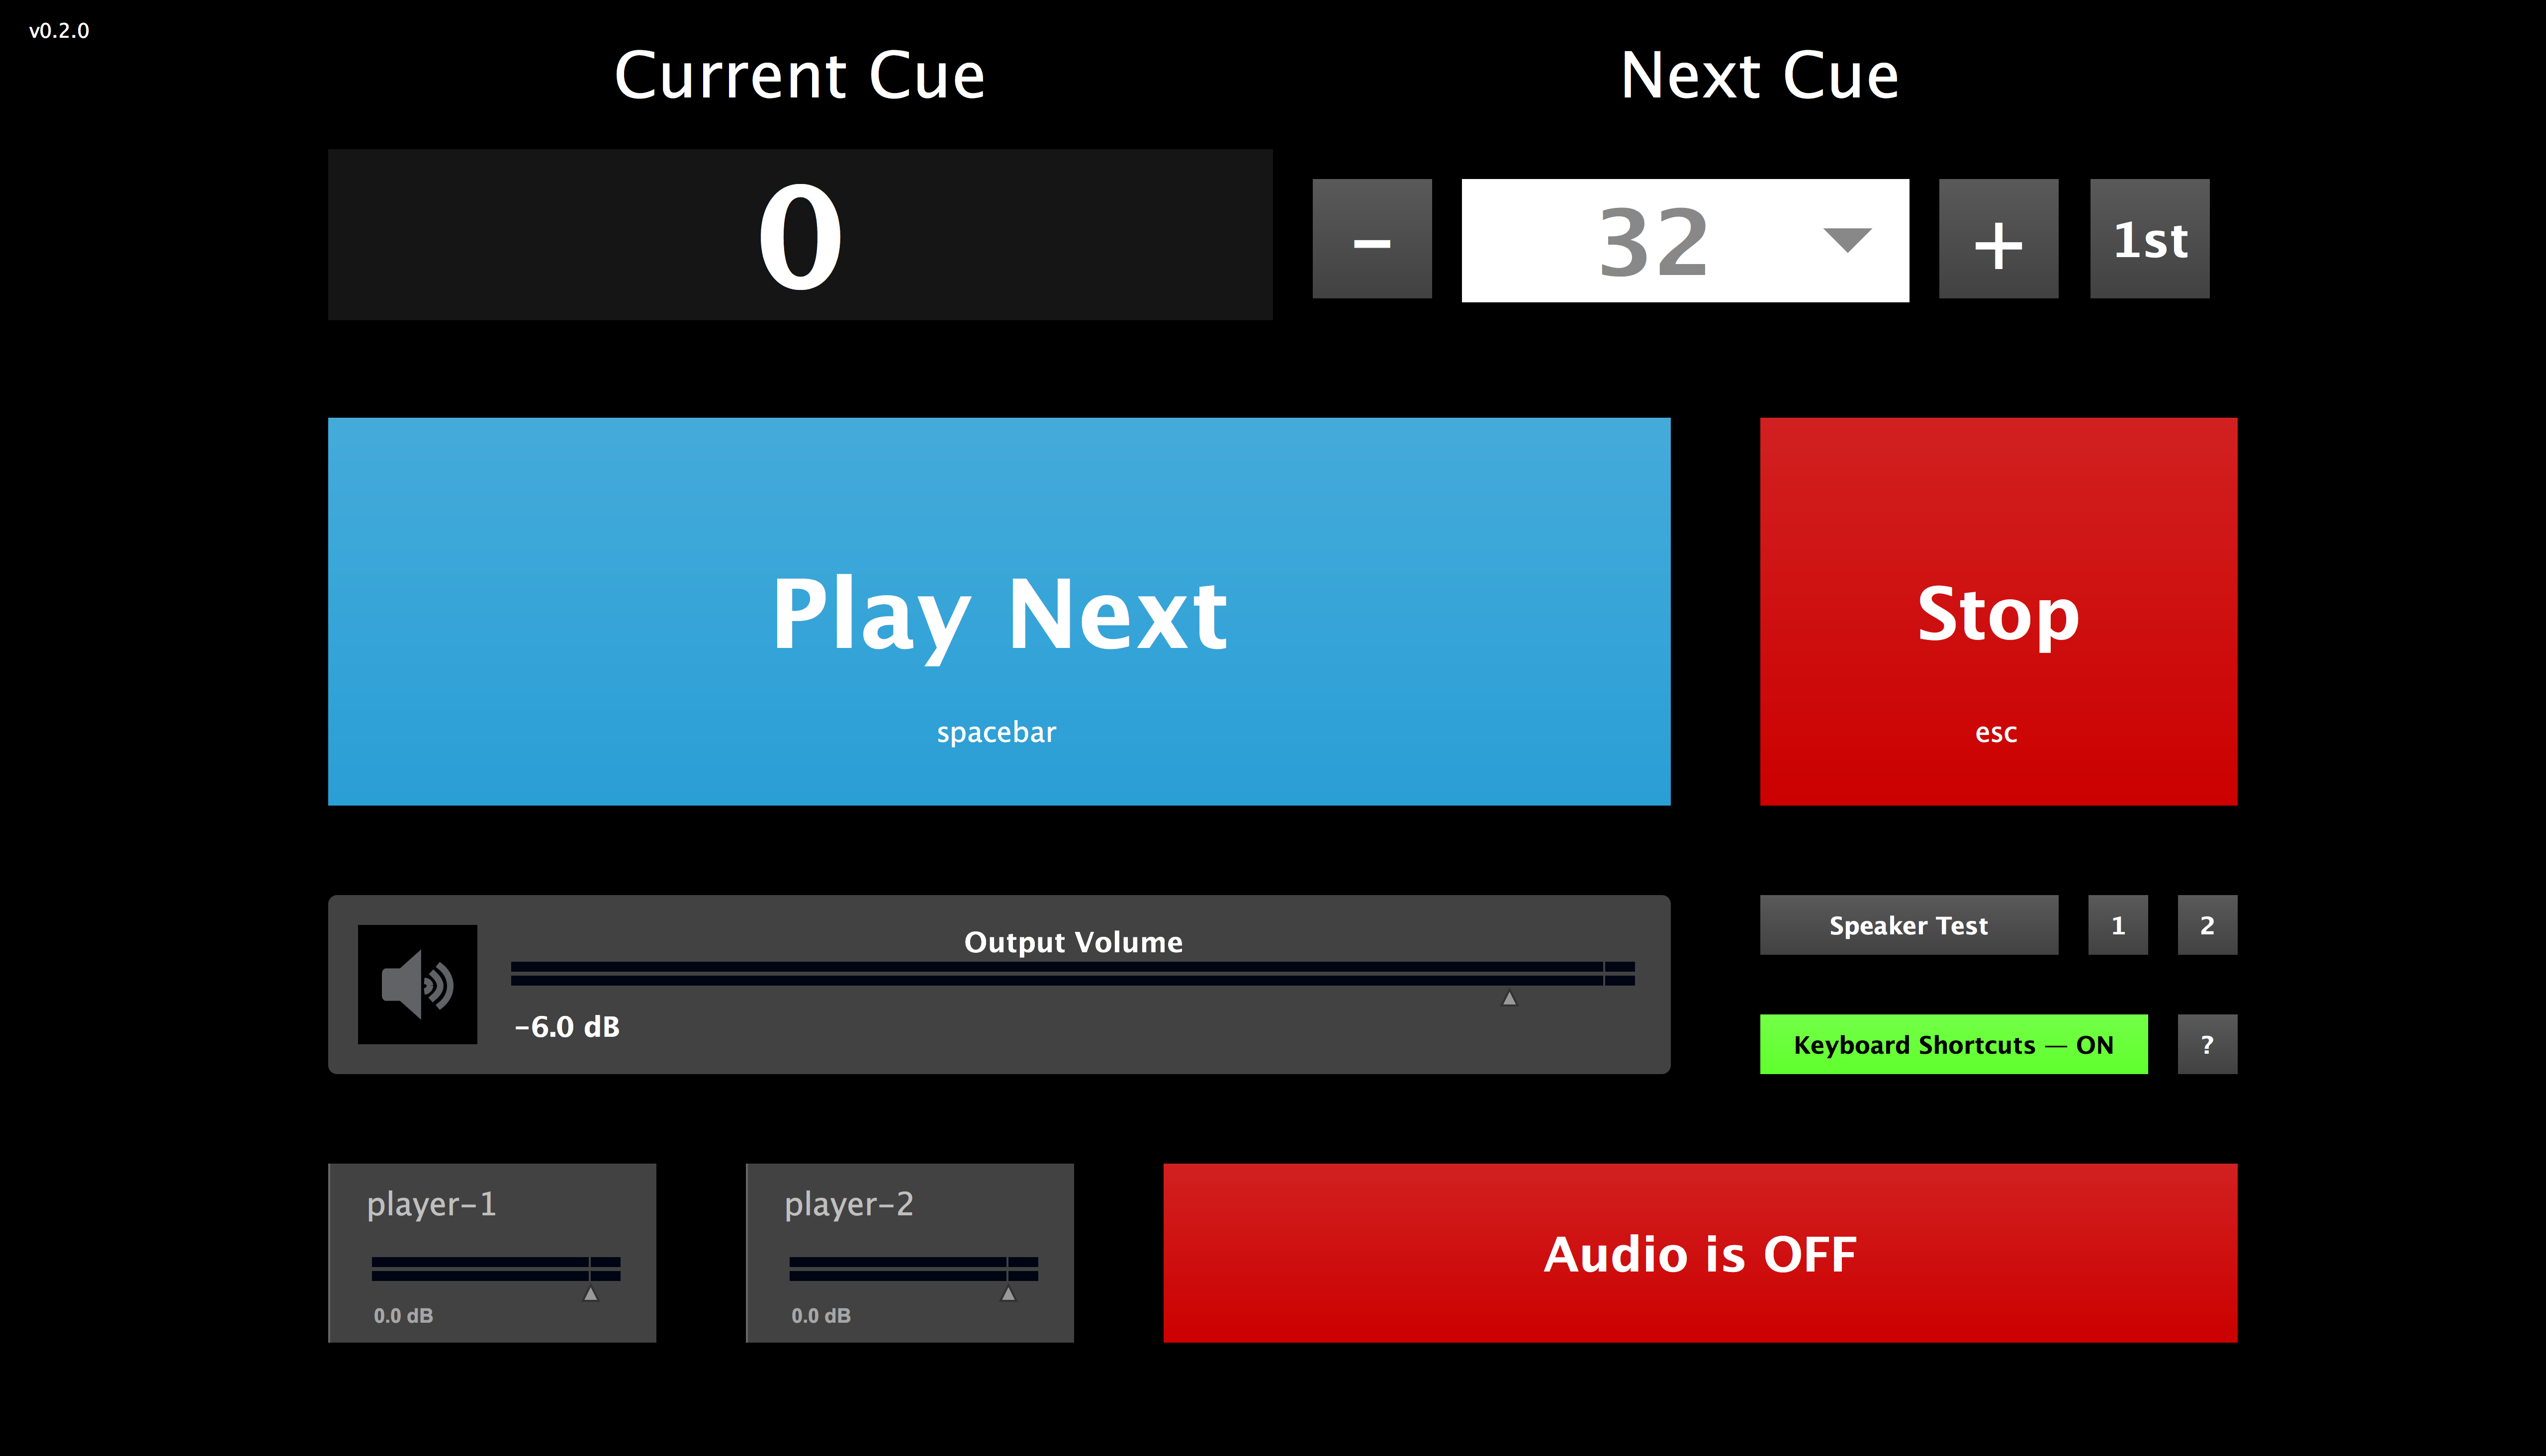 v0.2.0
Current Cue
Next Cue
0
– 32 + 1st
Play Next
spacebar
Stop
esc
Output Volume
-6.0 dB
Speaker Test
1
2
Keyboard Shortcuts — ON
?
player-1
0.0 dB
player-2
0.0 dB
Audio is OFF